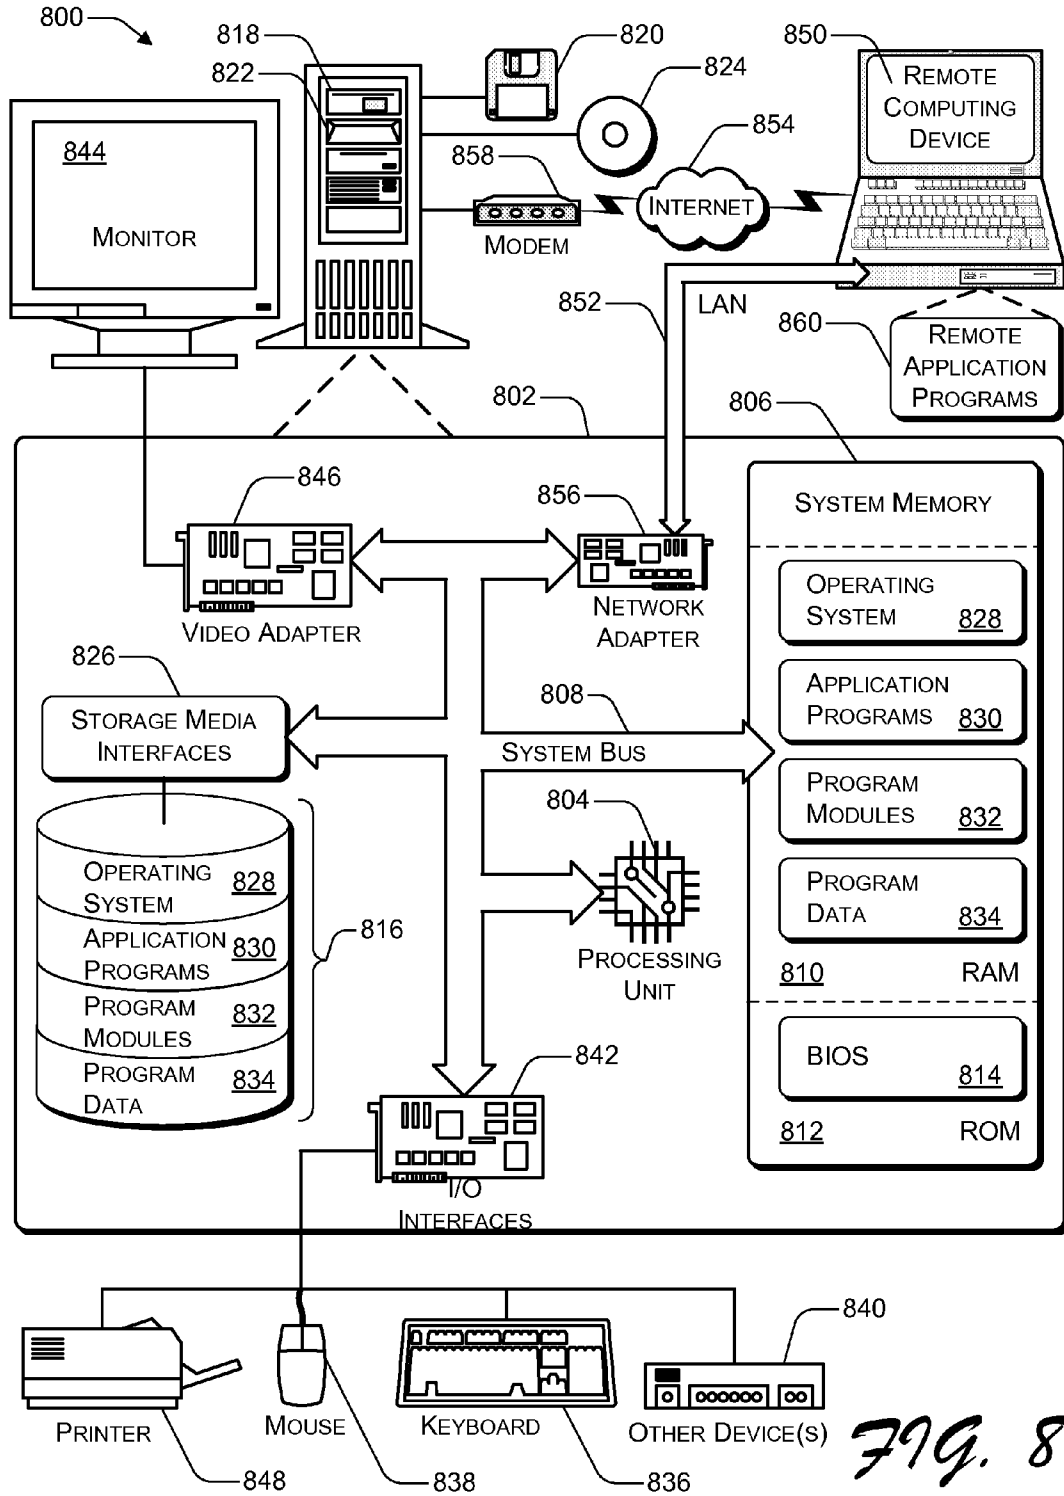 800
818
820
850
822
824
REMOTE
COMPUTING
DEVICE
844
MONITOR
858
854
INTERNET
MODEM
852
LAN
860
REMOTE
APPLICATION
PROGRAMS
802
806
846
856
SYSTEM MEMORY
VIDEO ADAPTER
NETWORK
ADAPTER
OPERATING
SYSTEM 828
826
STORAGE MEDIA
INTERFACES
808
SYSTEM BUS
APPLICATION
PROGRAMS 830
PROGRAM
MODULES 832
804
PROCESSING
UNIT
PROGRAM
DATA 834
810 RAM
OPERATING
SYSTEM 828
APPLICATION
PROGRAMS 830
PROGRAM
MODULES 832
PROGRAM
DATA 834
816
BIOS 814
812 ROM
842
I/O
INTERFACES
840
PRINTER
MOUSE
KEYBOARD
OTHER DEVICE(S)
848
838
836
FIG. 8